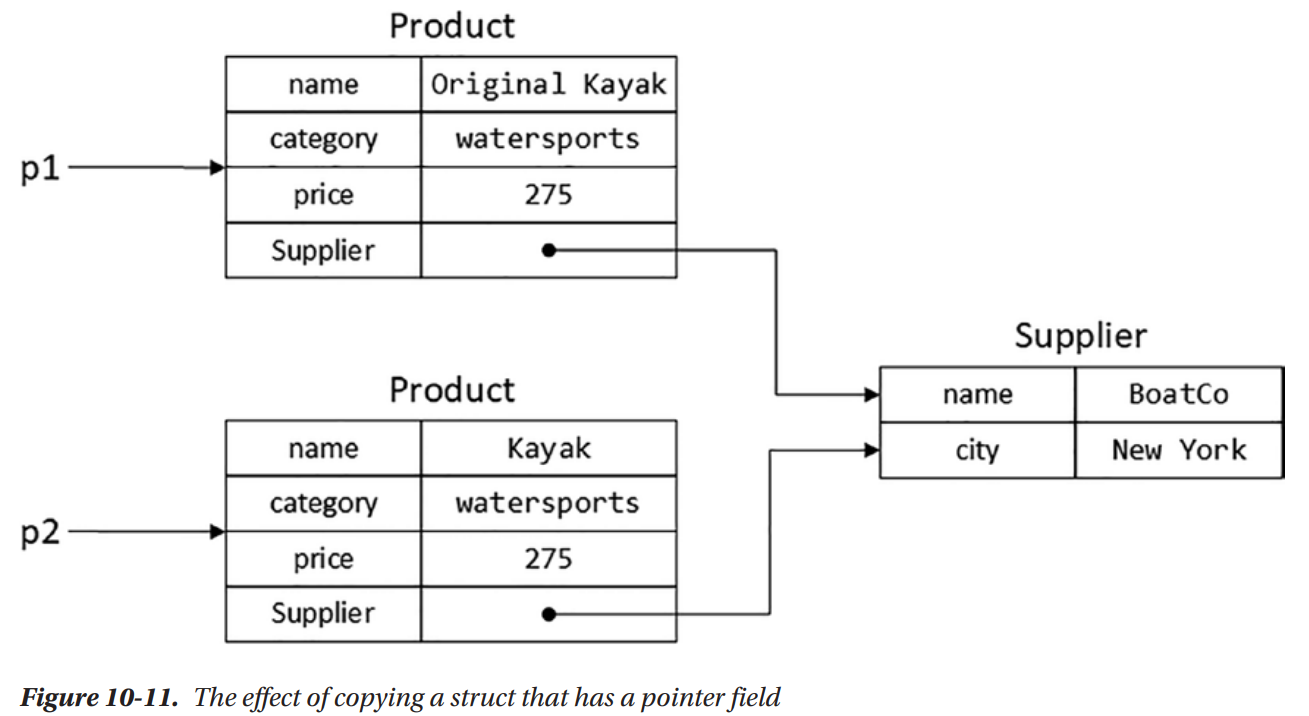 Product
name Original Kayak
category watersports
p1
price 275
Supplier
Supplier
name BoatCo
city New York
Product
name Kayak
category watersports
p2
price 275
Supplier
Figure 10-11. The effect of copying a struct that has a pointer field